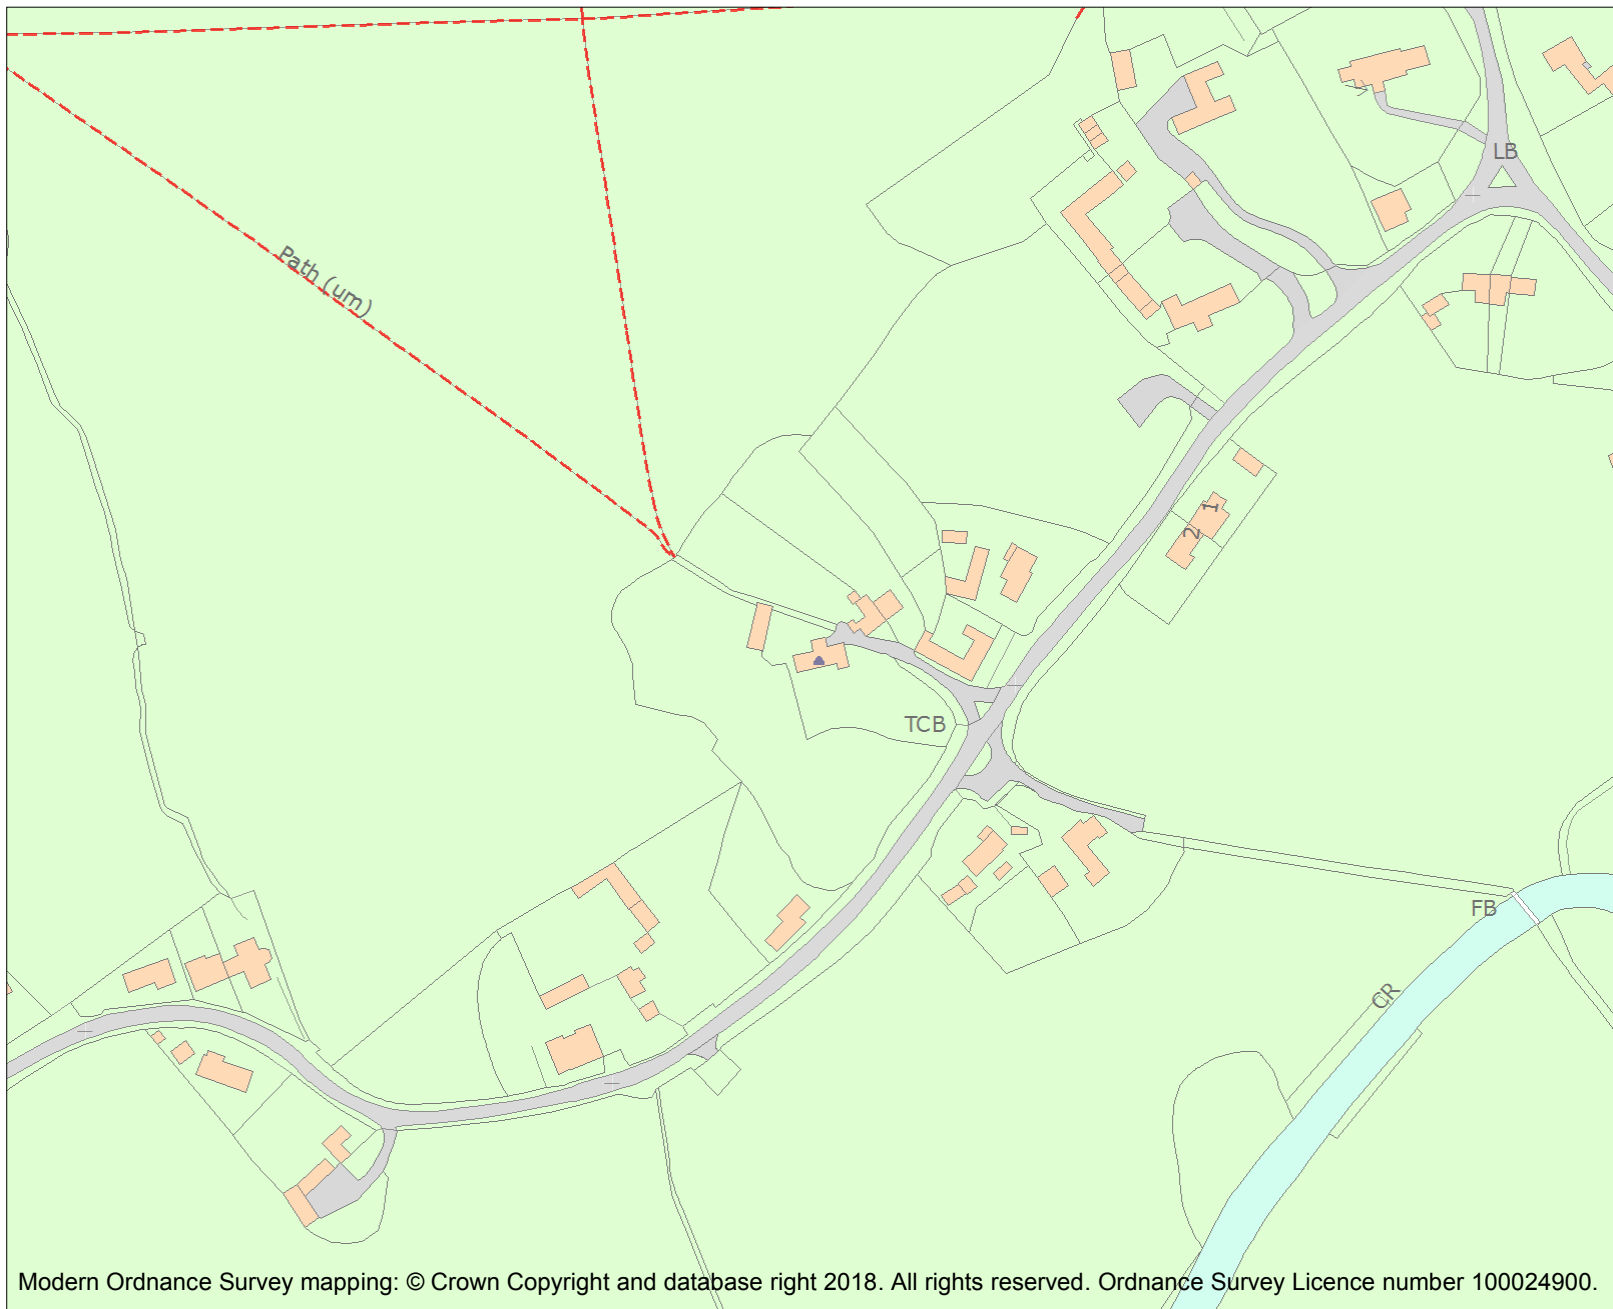 LB
Path (um)
1
2
TCB
FB
CR
Modern Ordnance Survey mapping: © Crown Copyright and database right 2018. All rights reserved. Ordnance Survey Licence number 100024900.